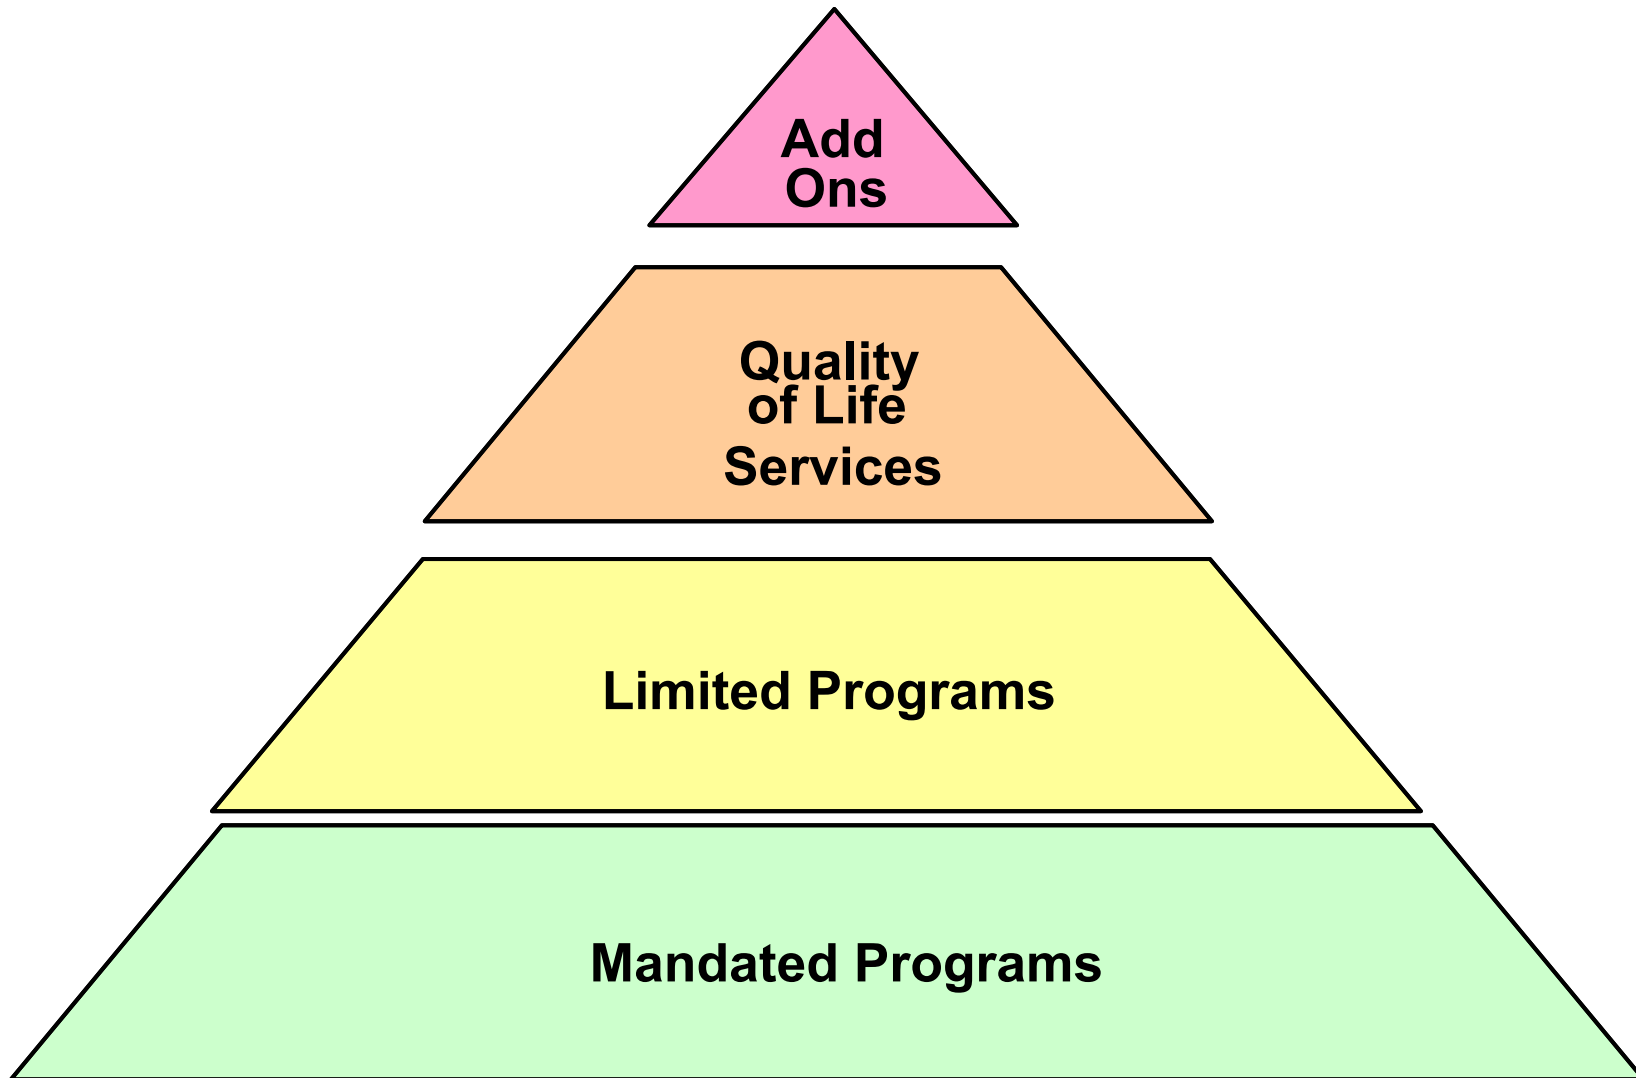 Add
Ons
Quality
of Life
Services
Limited Programs
Mandated Programs